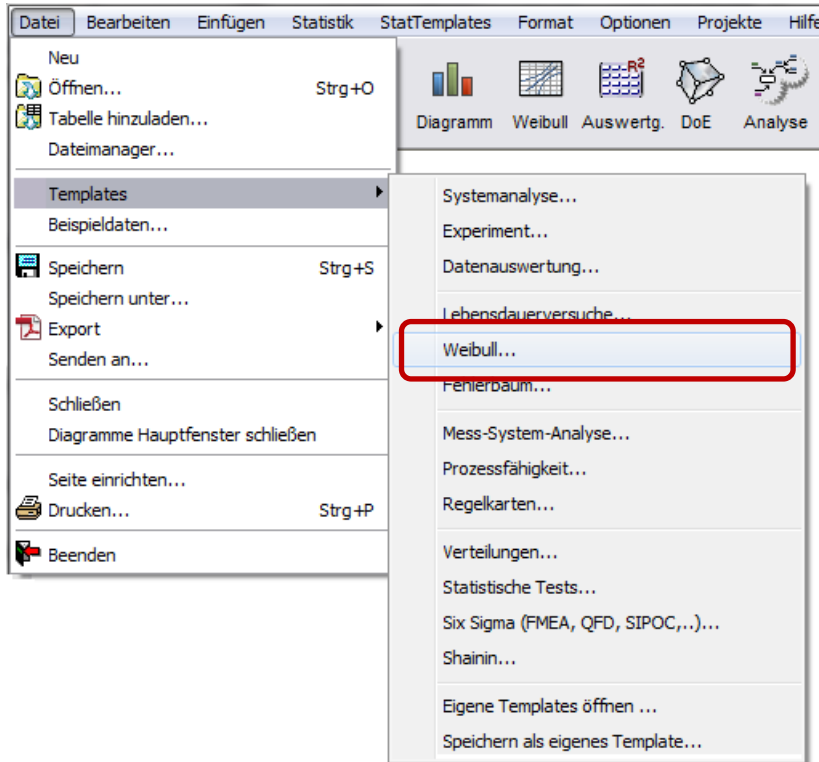 Datei Bearbeiten Einfügen Statistik StatTemplates Format Optionen Projekte Hilfe
Neu
Öffnen... Strg+O
Tabelle hinzuladen...
Dateimanager...
Templates
Beispieldaten...
Speichern Strg+S
Speichern unter...
Export
Senden an...
Schließen
Diagramme Hauptfenster schließen
Seite einrichten...
Drucken... Strg+P
Beenden
R²
Diagramm Weibull Auswertg. DoE Analyse
Systemanalyse...
Experiment...
Datenauswertung...
Lebensdauerversuche...
Weibull...
Fehlerbaum...
Mess-System-Analyse...
Prozessfähigkeit...
Regelkarten...
Verteilungen...
Statistische Tests...
Six Sigma (FMEA, QFD, SIPOC,..)...
Shainin...
Eigene Templates öffnen ...
Speichern als eigenes Template...